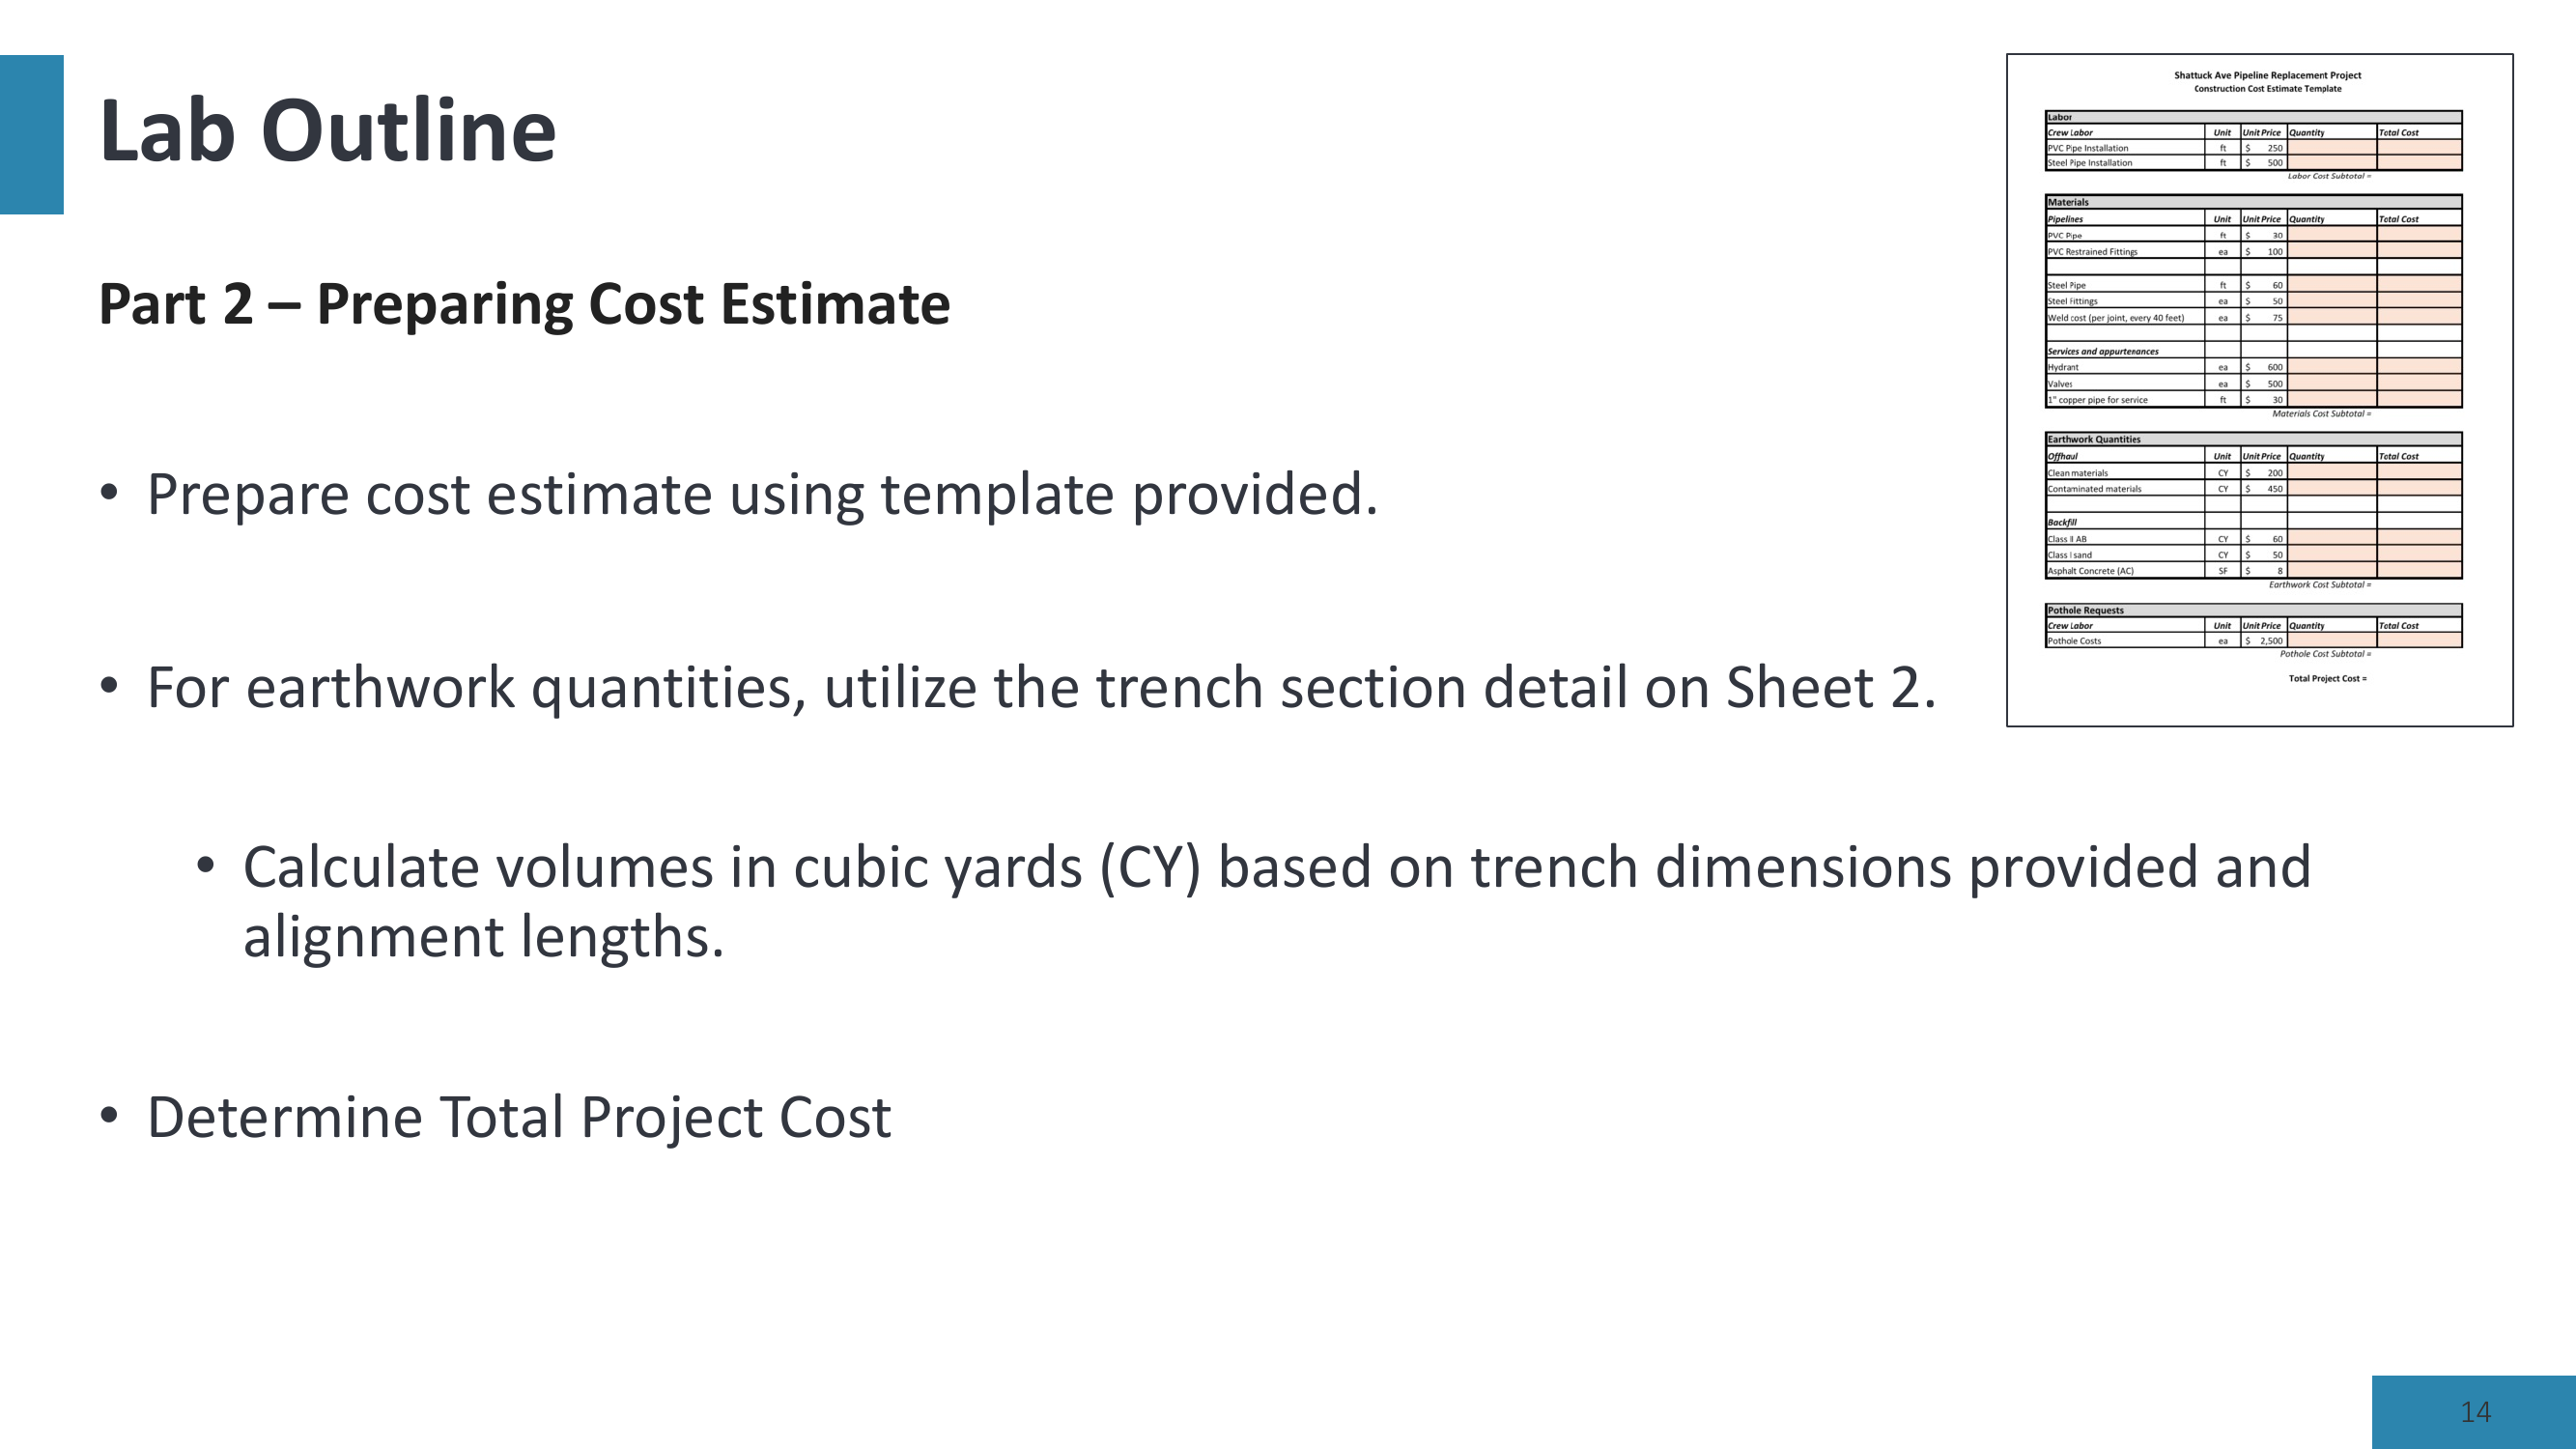 Lab Outline
Part 2 – Preparing Cost Estimate
• Prepare cost estimate using template provided.
• For earthwork quantities, utilize the trench section detail on Sheet 2.
• Calculate volumes in cubic yards (CY) based on trench dimensions provided and
alignment lengths.
• Determine Total Project Cost
Shattuck Ave Pipeline Replacement Project
Construction Cost Estimate Template
Labor
Crew Labor Unit Unit Price Quantity Total Cost
PVC Pipe Installation ft $ 250
Steel Pipe Installation ft $ 500
Labor Cost Subtotal =
Materials
Pipelines Unit Unit Price Quantity Total Cost
PVC Pipe ft $ 30
PVC Restrained Fittings ea $ 100
Steel Pipe ft $ 60
Steel Fittings ea $ 50
Weld cost (per joint, every 40 feet) ea $ 75
Services and appurtenances
Hydrant ea $ 600
Valves ea $ 500
1" copper pipe for service ft $ 30
Materials Cost Subtotal =
Earthwork Quantities
Offhaul Unit Unit Price Quantity Total Cost
Clean materials CY $ 200
Contaminated materials CY $ 450
Backfill
Class II AB CY $ 60
Class I sand CY $ 50
Asphalt Concrete (AC) SF $ 8
Earthwork Cost Subtotal =
Pothole Requests
Crew Labor Unit Unit Price Quantity Total Cost
Pothole Costs ea $ 2,500
Pothole Cost Subtotal =
Total Project Cost =
14